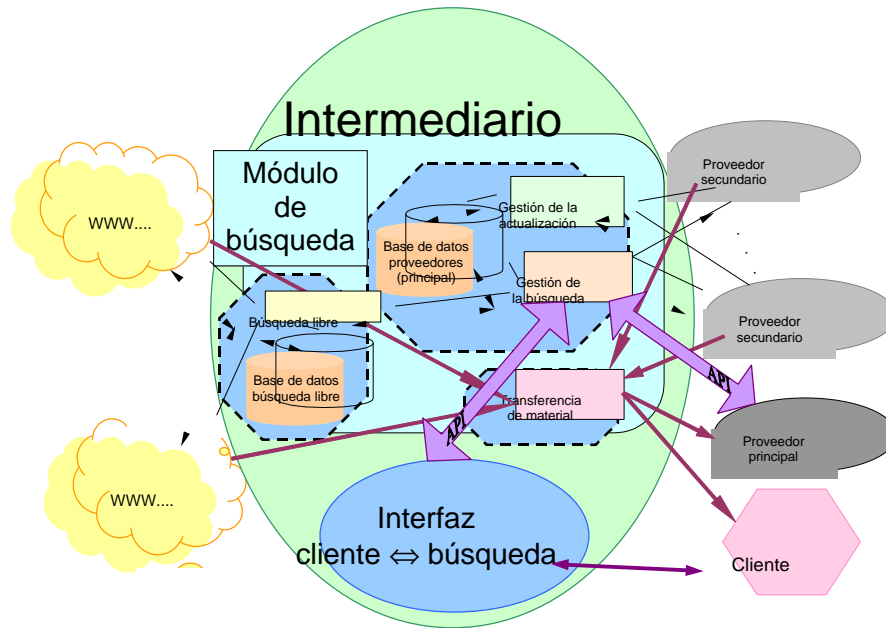 Intermediario
Módulo
de
búsqueda
WWW....
Proveedor
secundario
Gestión de la
actualización
Base de datos
proveedores
(principal)
Gestión de
la búsqueda
Búsqueda libre
Base de datos
búsqueda libre
Proveedor
secundario
API
API
Transferencia
de material
Proveedor
principal
WWW....
Interfaz
cliente ⇔ búsqueda
Cliente